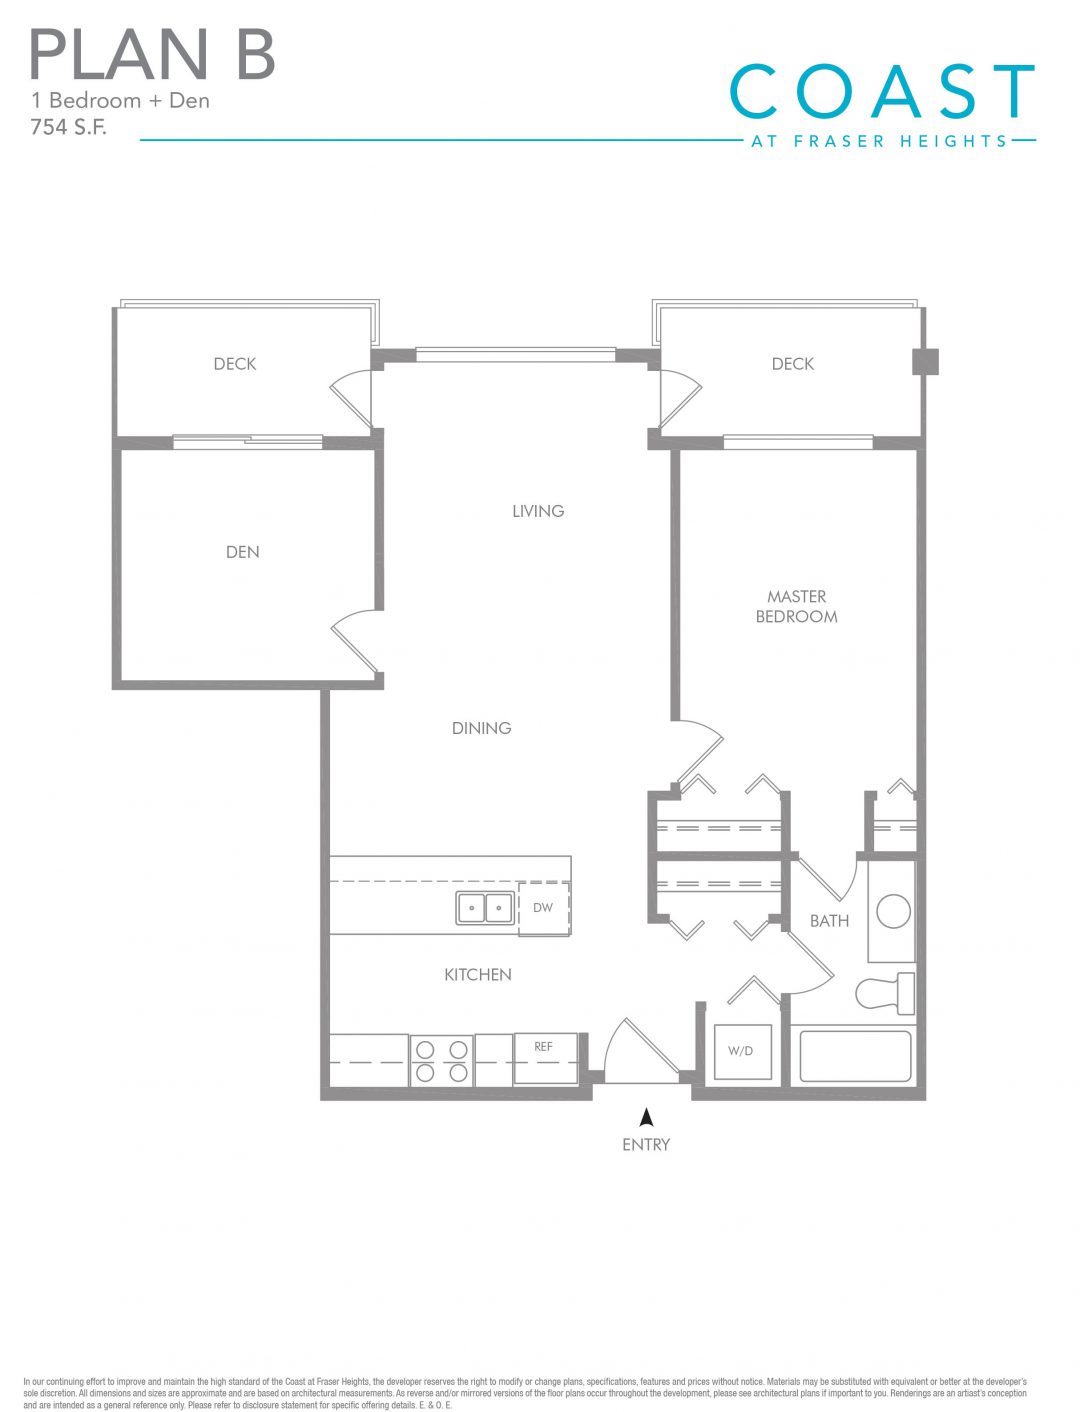 PLAN B
1 Bedroom + Den
754 S.F.
COAST
AT FRASER HEIGHTS
DECK
DECK
LIVING
DEN
MASTER
BEDROOM
DINING
DW
BATH
KITCHEN
REF
W/D
ENTRY
In our continuing effort to improve and maintain the high standard of the Coast at Fraser Heights, the developer reserves the right to modify or change plans, specifications, features and prices without notice. Materials may be substituted with equivalent or better at the developer's
sole discretion. All dimensions and sizes are approximate and are based on architectural measurements. As reverse and/or mirrored versions of the floor plans occur throughout the development, please see architectural plans if important to you. Renderings are an artiast's conception
and are intended as a general reference only. Please refer to disclosure statement for specific offering details. E. & O. E.